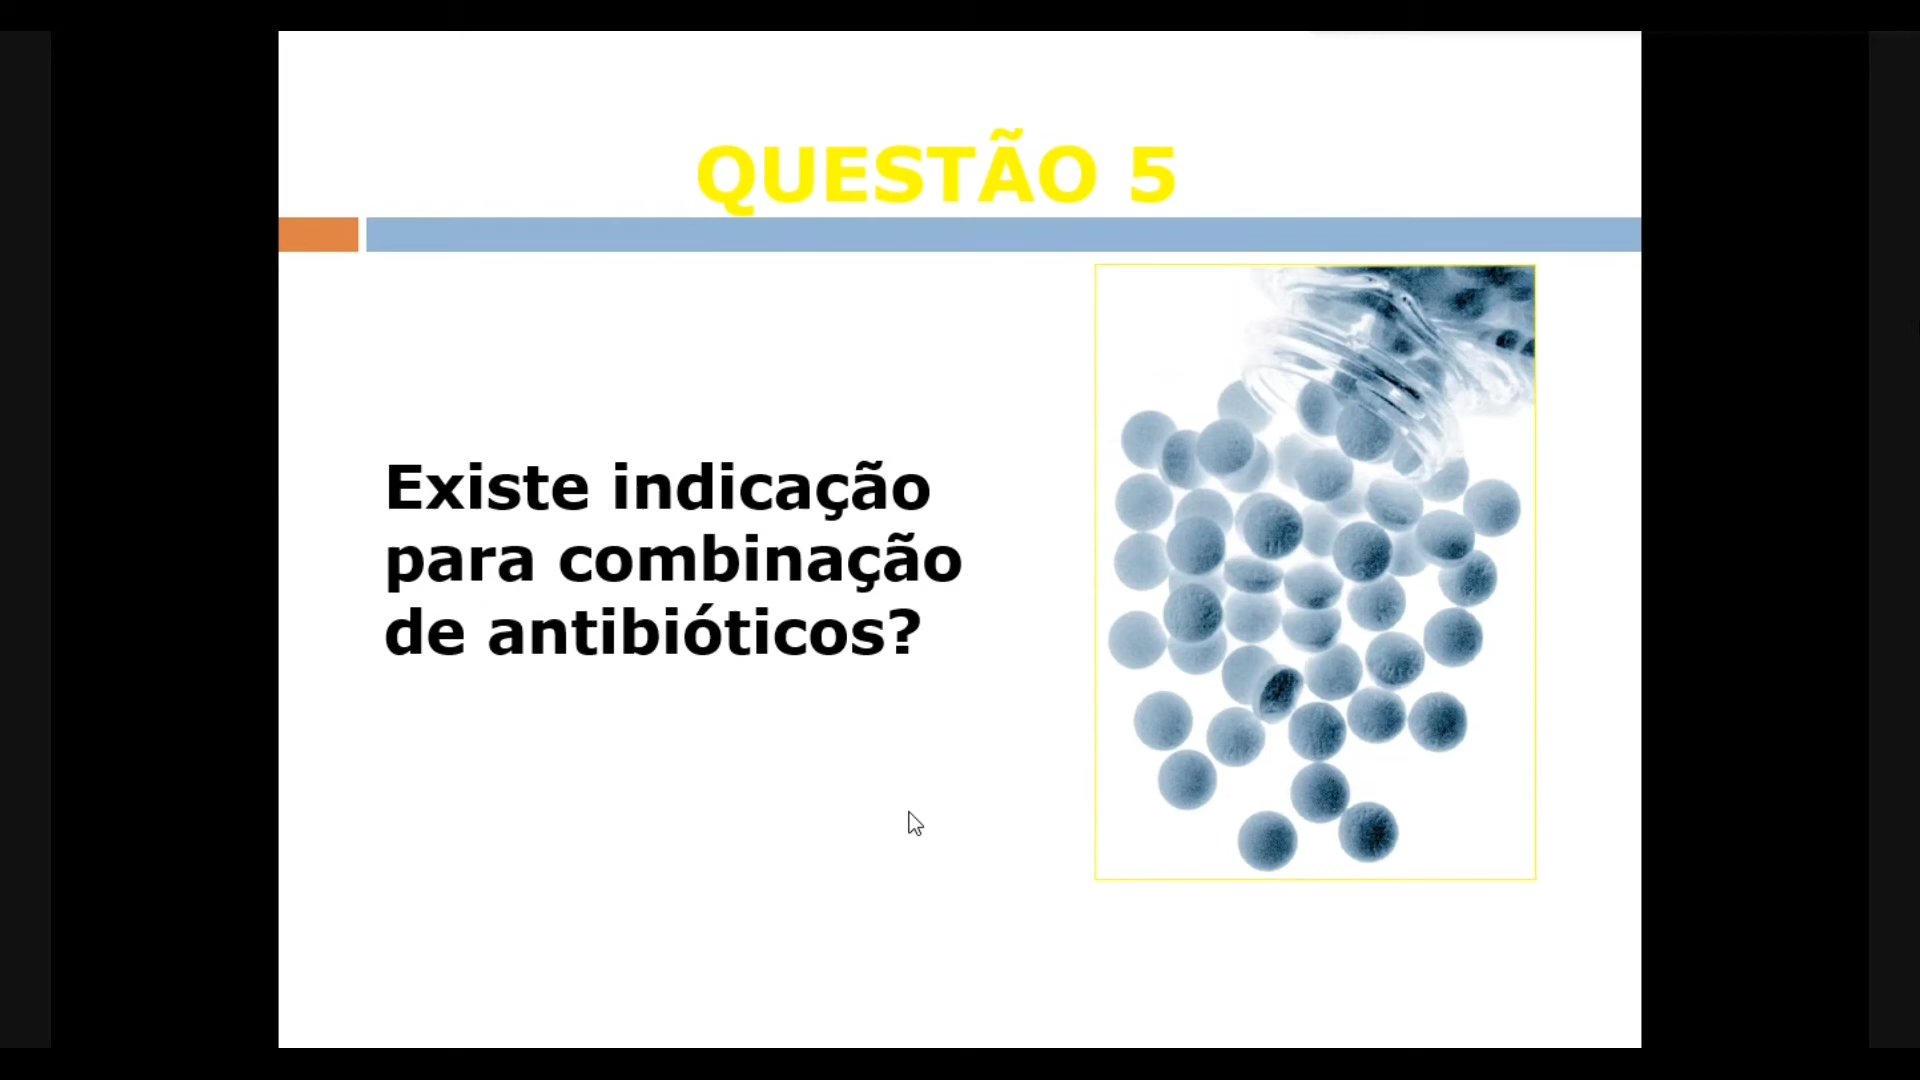 QUESTÃO 5
Existe indicação
para combinação
de antibióticos?